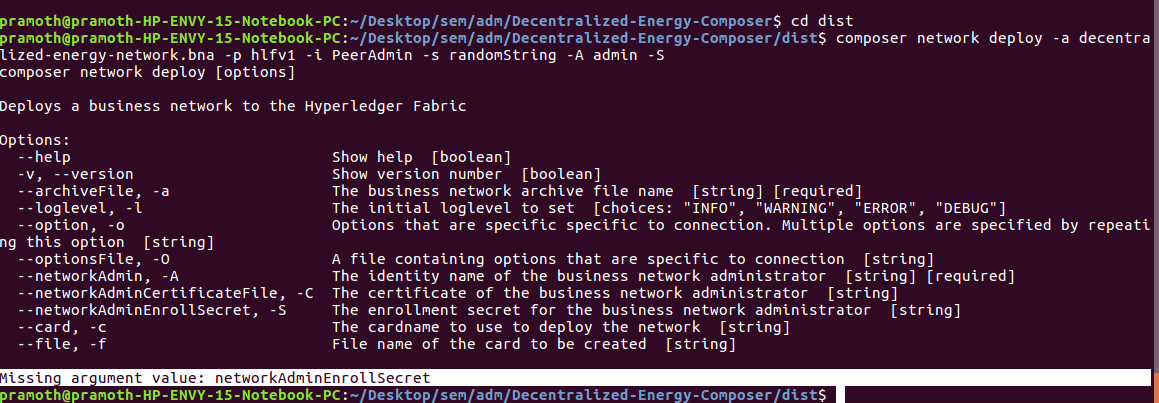 pramoth@pramoth-HP-ENVY-15-Notebook-PC:~/Desktop/sem/adm/Decentralized-Energy-Composer$ cd dist
pramoth@pramoth-HP-ENVY-15-Notebook-PC:~/Desktop/sem/adm/Decentralized-Energy-Composer/dist$ composer network deploy -a decentra
lized-energy-network.bna -p hlfv1 -i PeerAdmin -s randomString -A admin -S
composer network deploy [options]

Deploys a business network to the Hyperledger Fabric

Options:
  --help                             Show help  [boolean]
  -v, --version                      Show version number  [boolean]
  --archiveFile, -a                  The business network archive file name  [string] [required]
  --loglevel, -l                     The initial loglevel to set  [choices: "INFO", "WARNING", "ERROR", "DEBUG"]
  --option, -o                       Options that are specific specific to connection. Multiple options are specified by repeati
ng this option  [string]
  --optionsFile, -O                  A file containing options that are specific to connection  [string]
  --networkAdmin, -A                 The identity name of the business network administrator  [string] [required]
  --networkAdminCertificateFile, -C  The certificate of the business network administrator  [string]
  --networkAdminEnrollSecret, -S     The enrollment secret for the business network administrator  [string]
  --card, -c                         The cardname to use to deploy the network  [string]
  --file, -f                         File name of the card to be created  [string]

Missing argument value: networkAdminEnrollSecret
pramoth@pramoth-HP-ENVY-15-Notebook-PC:~/Desktop/sem/adm/Decentralized-Energy-Composer/dist$